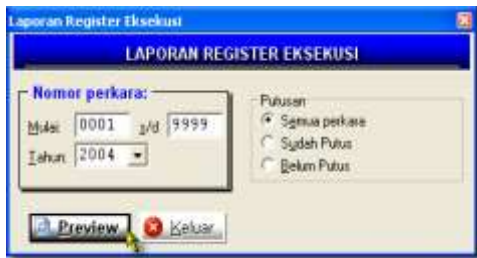 Laporan Register Eksekusi
LAPORAN REGISTER EKSEKUSI
Nomor perkara:
Mulai: 0001 s/d 9999
Tahun: 2004
Putusan
Semua perkara
Sudah Putus
Belum Putus
Preview Keluar